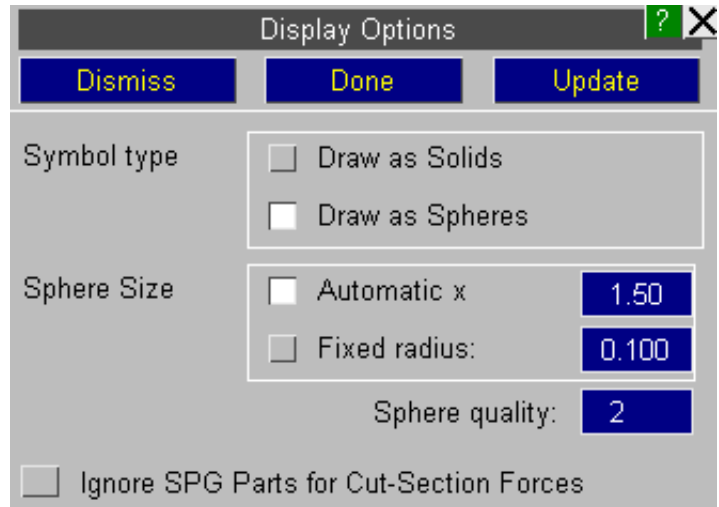 Display Options ? X
Dismiss Done Update
Symbol type Draw as Solids
Draw as Spheres
Sphere Size Automatic x 1.50
Fixed radius: 0.100
Sphere quality: 2
Ignore SPG Parts for Cut-Section Forces